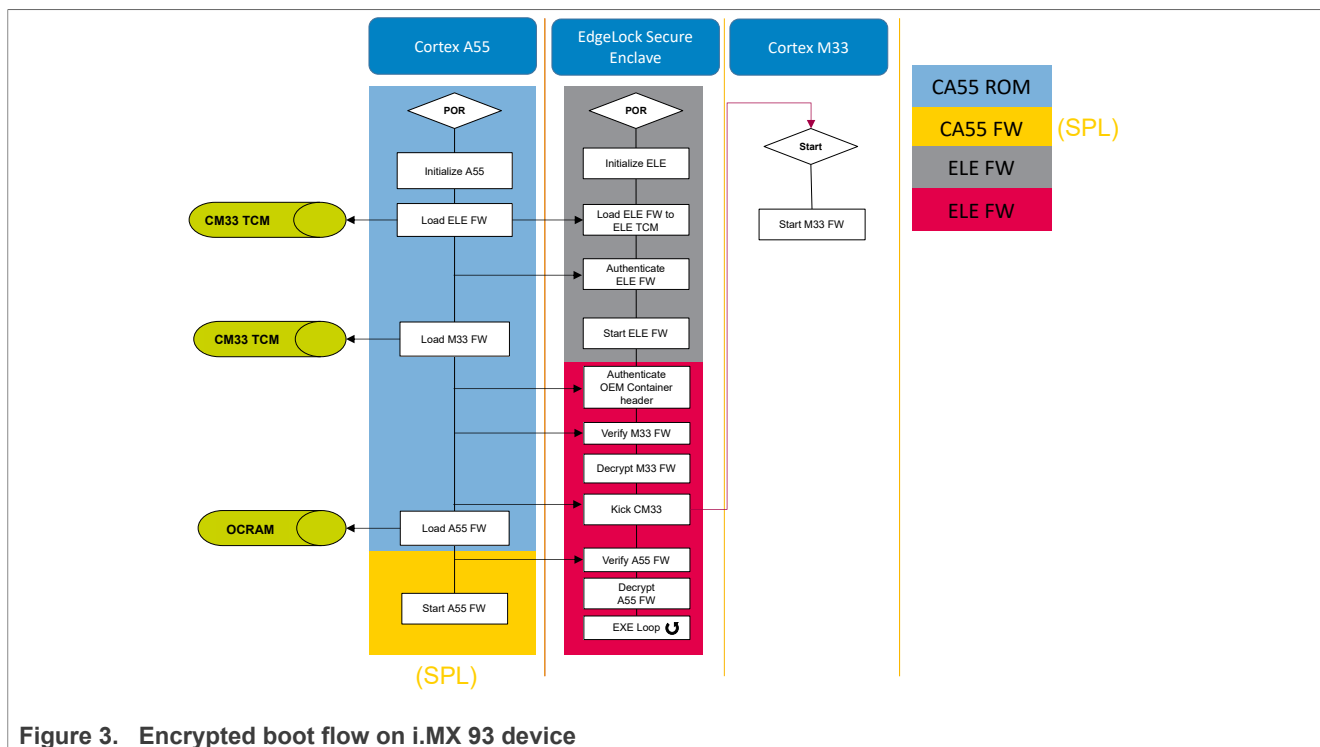 Cortex A55
EdgeLock Secure
Enclave
Cortex M33
POR
Initialize A55
CM33 TCM
Load ELE FW
CM33 TCM
Load M33 FW
OCRAM
Load A55 FW
Start A55 FW
(SPL)
POR
Initialize ELE
Load ELE FW to
ELE TCM
Authenticate
ELE FW
Start ELE FW
Authenticate
OEM Container
header
Verify M33 FW
Decrypt M33 FW
Kick CM33
Verify A55 FW
Decrypt
A55 FW
EXE Loop
Start
Start M33 FW
CA55 ROM
CA55 FW
(SPL)
ELE FW
ELE FW
Figure 3. Encrypted boot flow on i.MX 93 device